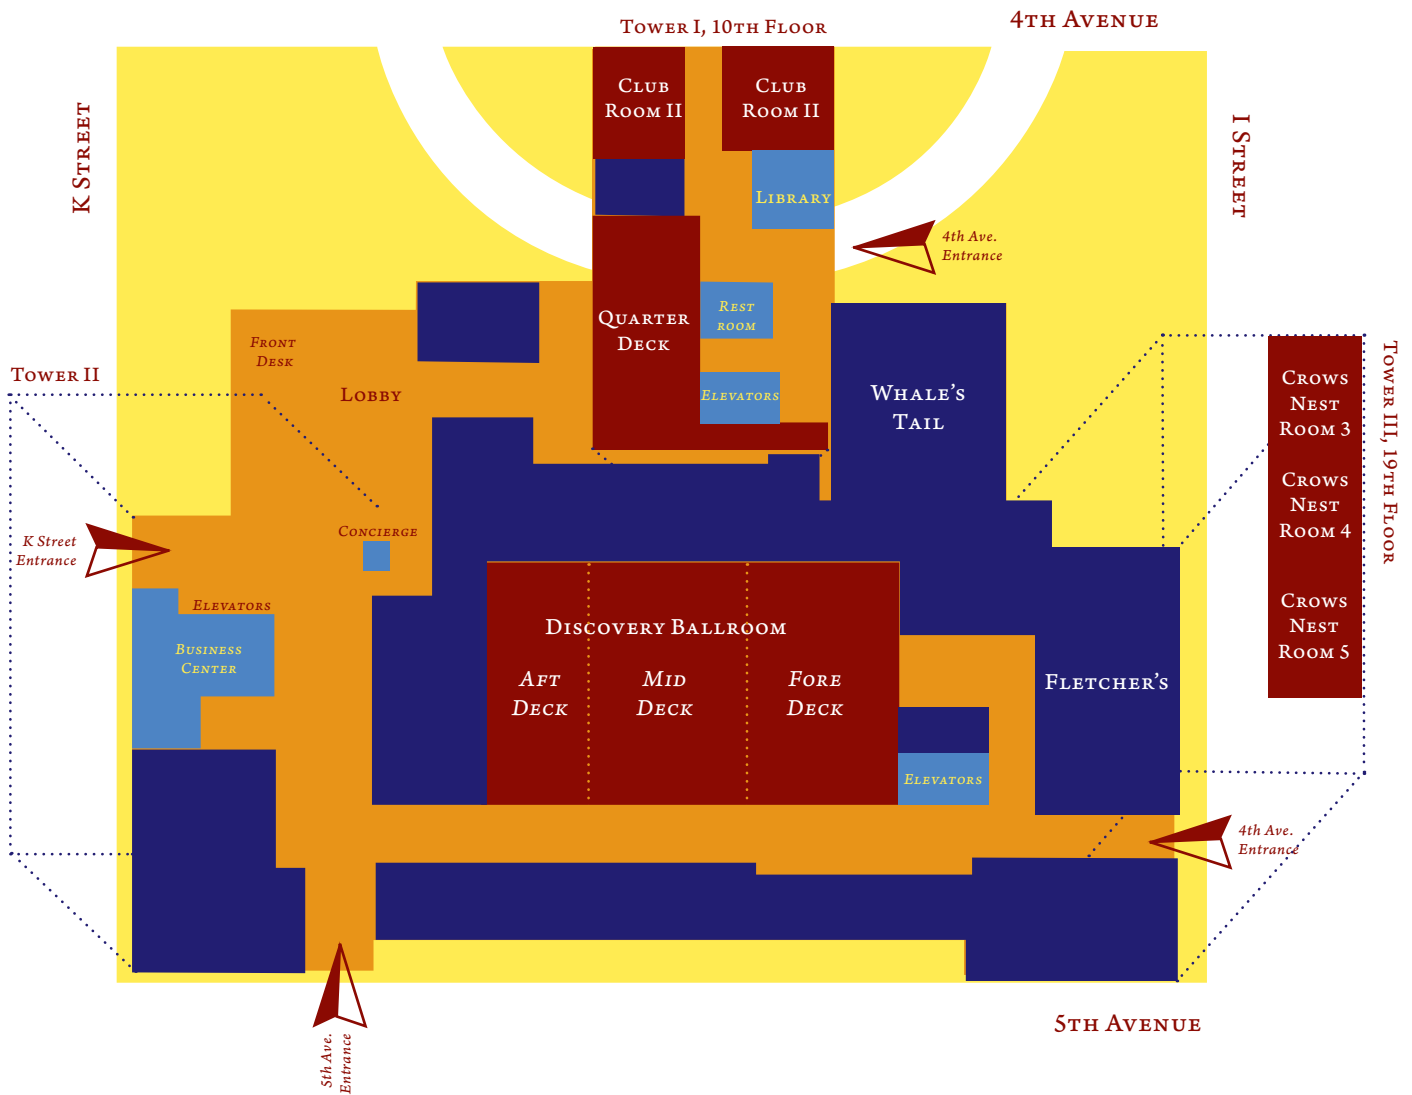 Tower I, 10th Floor
4th Avenue
K Street
I Street
Club
Room II
Club
Room II
Library
4th Ave.
Entrance
Quarter
Deck
Rest
room
Elevators
Front
Desk
Lobby
Whale's
Tail
Tower II
Tower III, 19th Floor
Crows
Nest
Room 3
Crows
Nest
Room 4
Crows
Nest
Room 5
K Street
Entrance
Concierge
Elevators
Business
Center
Discovery Ballroom
Aft
Deck
Mid
Deck
Fore
Deck
Fletcher's
Elevators
4th Ave.
Entrance
5th Ave.
Entrance
5th Avenue